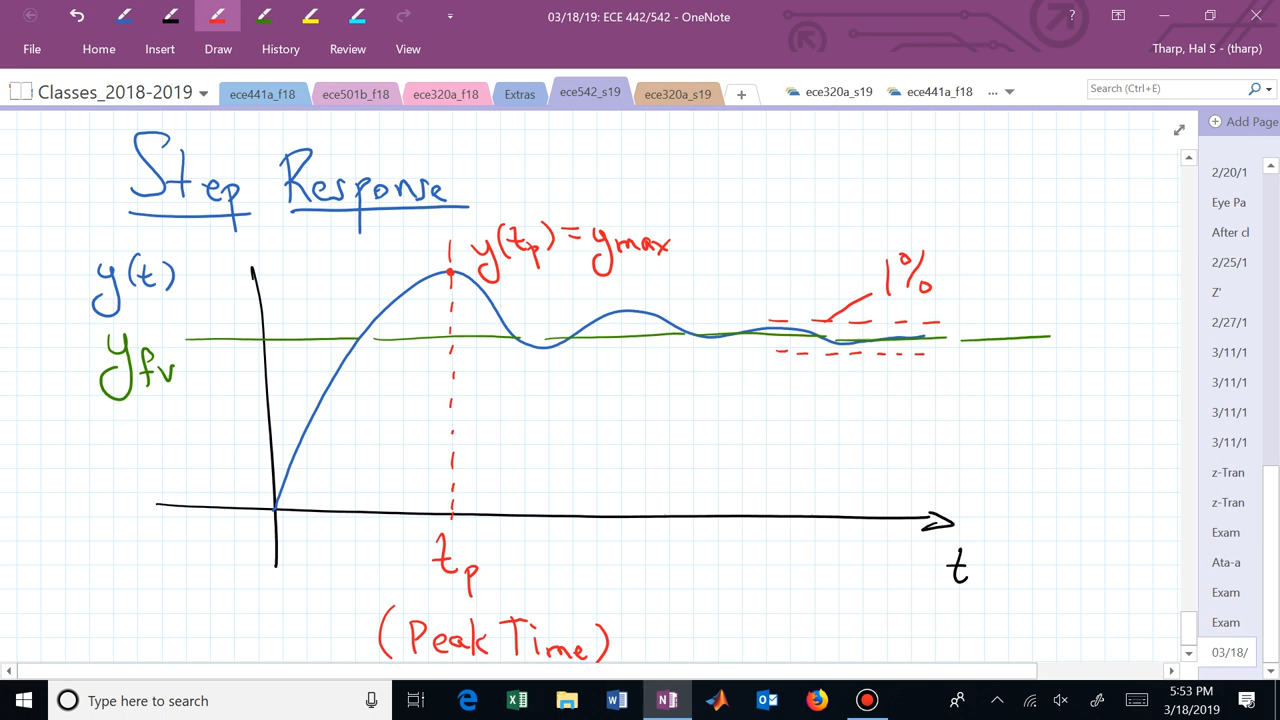 03/18/19: ECE 442/542 - OneNote
?
File
Home
Insert
Draw
History
Review
View
Tharp, Hal S - (tharp)
Classes_2018-2019
ece441a_f18
ece501b_f18
ece320a_f18
Extras
ece542_s19
ece320a_s19
+
ece320a_s19
ece441a_f18
...
Search (Ctrl+E)
Add Page
2/20/1
Eye Pa
After cl
2/25/1
Z'
2/27/1
3/11/1
3/11/1
3/11/1
3/11/1
z-Tran
z-Tran
Exam
Ata-a
Exam
Exam
03/18/
Step Response
y(t)
y(tp) = ymax
1%
yfv
tp
t
(Peak Time)
Type here to search
5:53 PM
3/18/2019